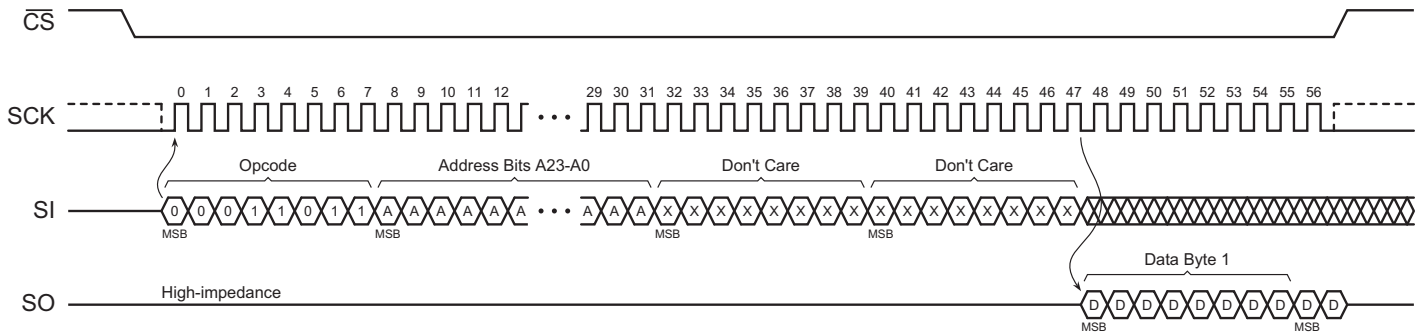 CS
0 1 2 3 4 5 6 7 8 9 10 11 12 29 30 31 32 33 34 35 36 37 38 39 40 41 42 43 44 45 46 47 48 49 50 51 52 53 54 55 56
SCK
Opcode Address Bits A23-A0 Don't Care Don't Care
SI 0 0 0 1 1 0 1 1 A A A A A A • • • A A A X X X X X X X X X X X X X X X X
MSB MSB MSB MSB
Data Byte 1
SO High-impedance D D D D D D D D D D
MSB MSB